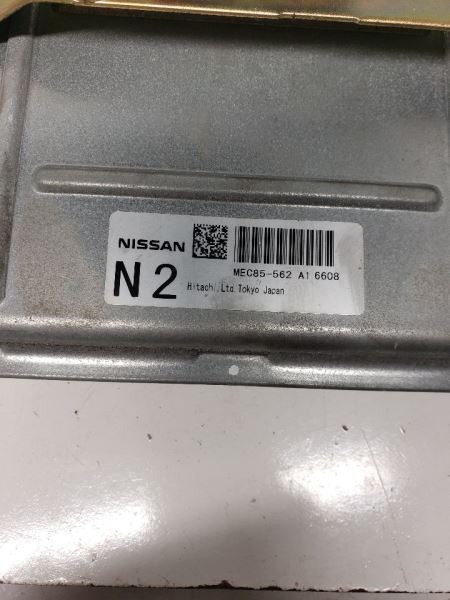 NISSAN
MEC85-562 A1 6608
N2
Hitachi.,Ltd.Tokyo Japan